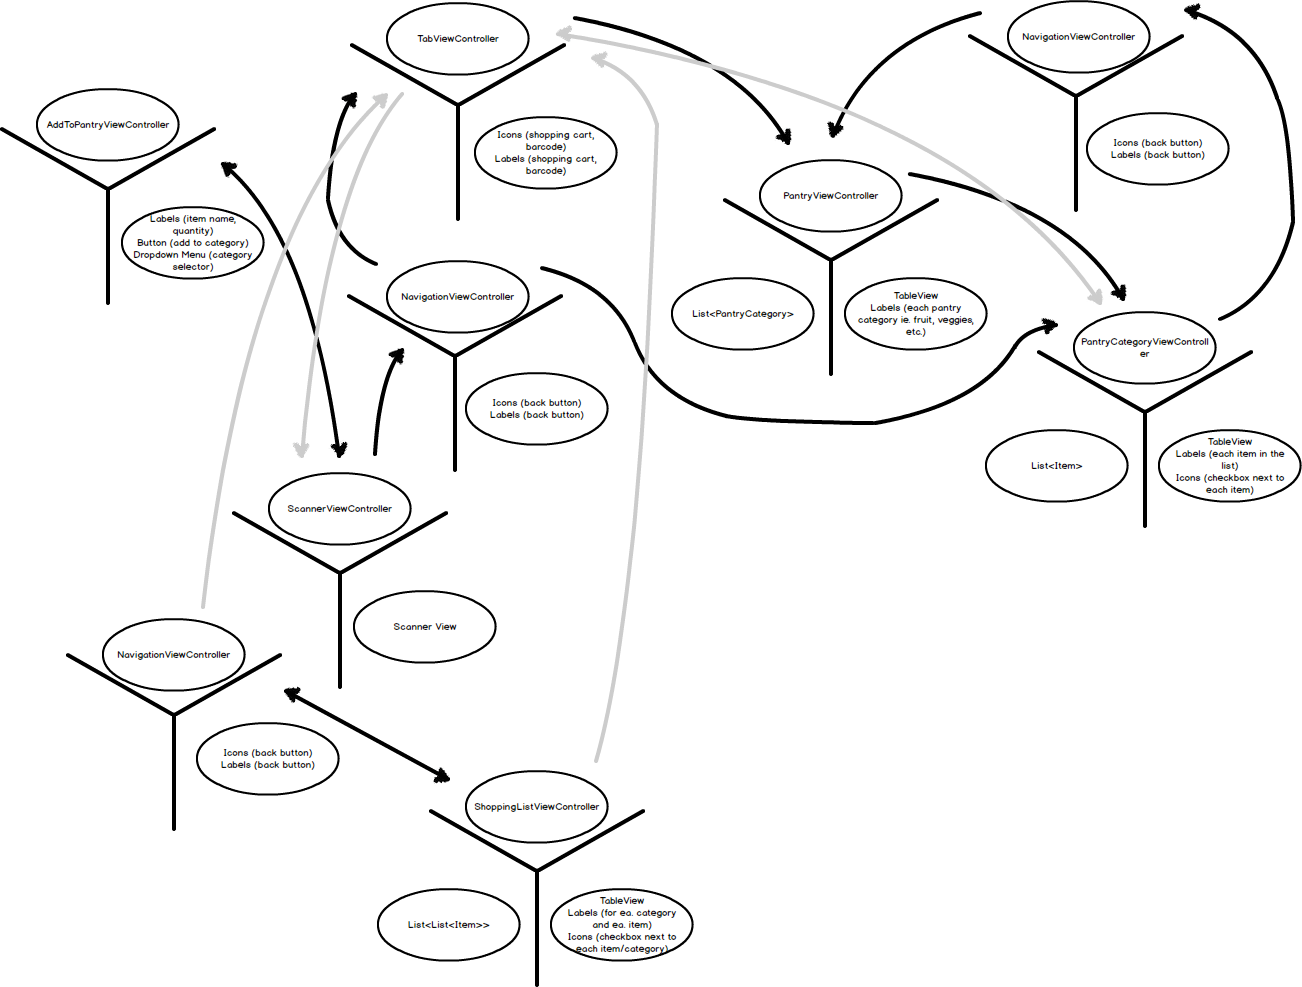 TabViewController
Icons (shopping cart,
barcode)
Labels (shopping cart,
barcode)
NavigationViewController
Icons (back button)
Labels (back button)
AddToPantryViewController
Labels (item name,
quantity)
Button (add to category)
Dropdown Menu (category
selector)
PantryViewController
List<PantryCategory>
TableView
Labels (each pantry
category ie. fruit, veggies,
etc.)
NavigationViewController
Icons (back button)
Labels (back button)
PantryCategoryViewControll
er
List<Item>
TableView
Labels (each item in the
list)
Icons (checkbox next to
each item)
ScannerViewController
Scanner View
NavigationViewController
Icons (back button)
Labels (back button)
ShoppingListViewController
List<List<Item>>
TableView
Labels (for ea. category
and ea. item)
Icons (checkbox next to
each item/category)